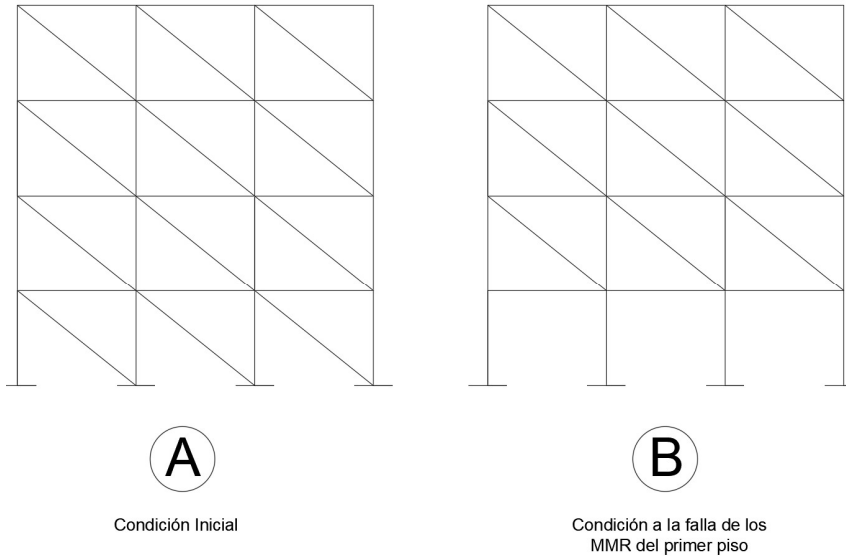 A
B
Condición Inicial
Condición a la falla de los
MMR del primer piso